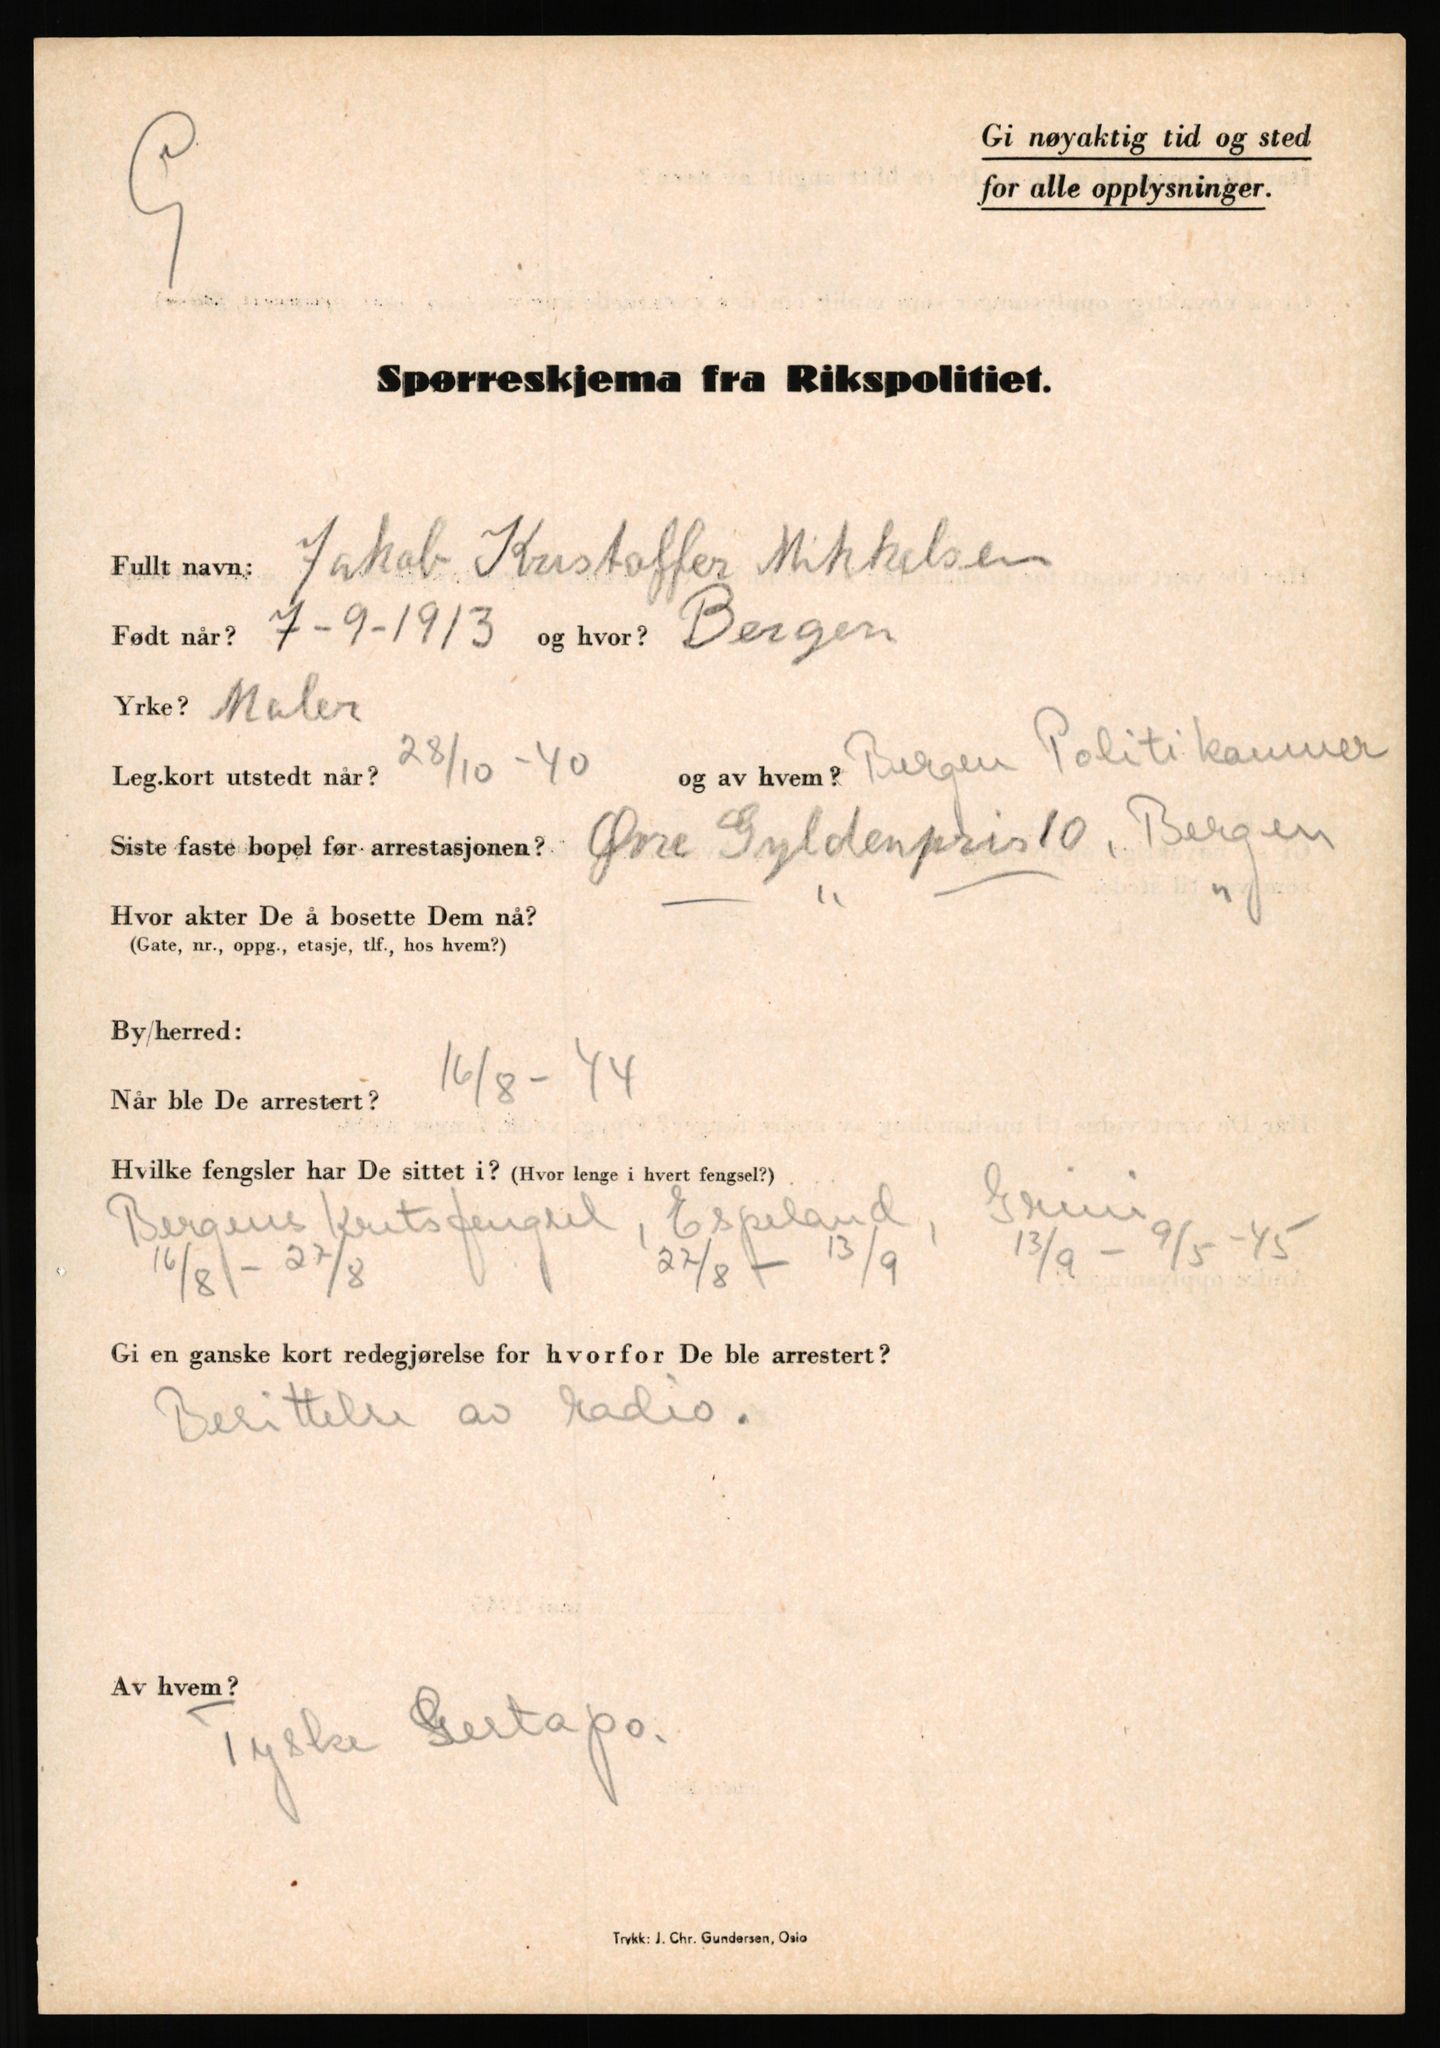 G
Gi nøyaktig tid og sted
for alle opplysninger.
Spørreskjema fra Rikspolitiet.
Fullt navn: Jakob Kristoffer Mikkelsen
Født når? 7-9-1913 og hvor? Bergen
Yrke? Maler
Leg.kort utstedt når? 28/10 -40 og av hvem? Bergen Politikammer
Siste faste bopel før arrestasjonen? Øvre Gyldenpris 10, Bergen
Hvor akter De å bosette Dem nå? — " — "
(Gate, nr., oppg., etasje, tlf., hos hvem?)
By/herred:
Når ble De arrestert? 16/8 - 44
Hvilke fengsler har De sittet i? (Hvor lenge i hvert fengsel?)
Bergens Kretsfengsel, Espeland, Grini
16/8 - 27/8 27/8 - 13/9 13/9 - 9/5 -45
Gi en ganske kort redegjørelse for hvorfor De ble arrestert?
Besittelse av radio.
Av hvem?
Tyske Gestapo.
Trykk: J. Chr. Gundersen, Oslo